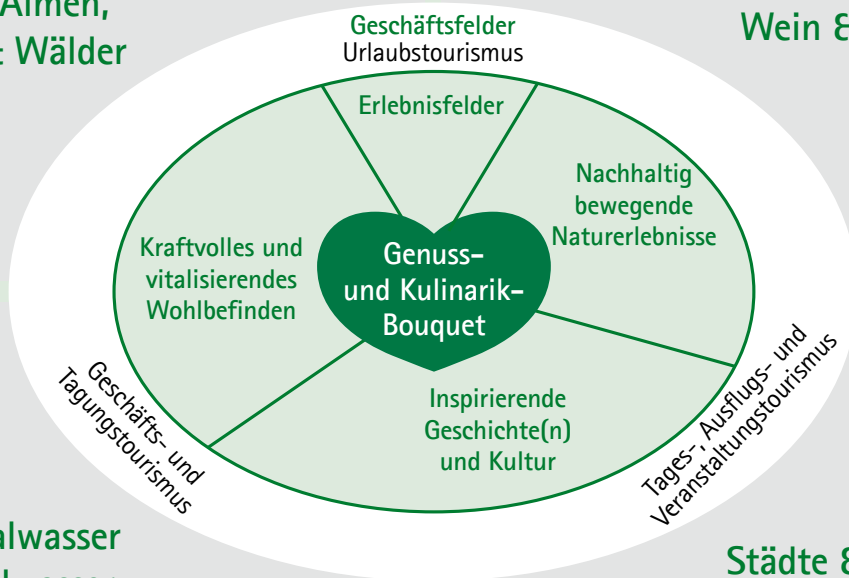 Almen,
Wälder
Geschäftsfelder
Urlaubstourismus
Wein &
Erlebnisfelder
Nachhaltig
bewegende
Naturerlebnisse
Kraftvolles und
vitalisierendes
Wohlbefinden
Genuss-
und Kulinarik-
Bouquet
Inspirierende
Geschichte(n)
und Kultur
Geschäfts- und
Tagungstourismus
Tages-, Ausflugs- und
Veranstaltungstourismus
alwasser
Städte &